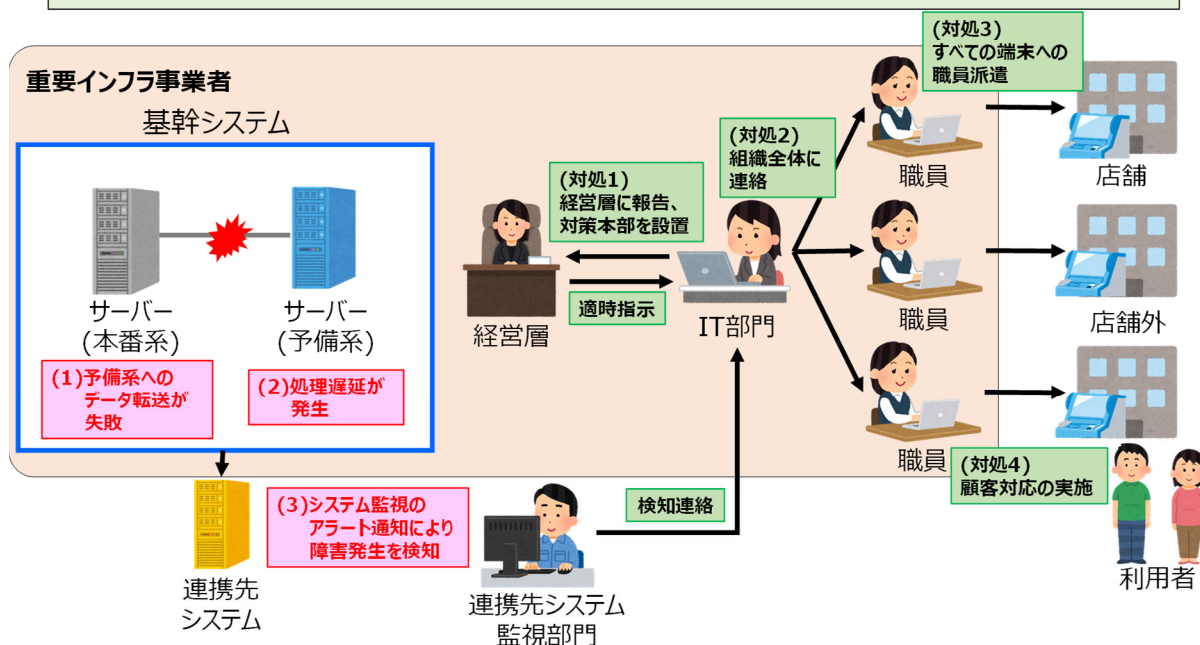 (対処3)
すべての端末への
職員派遣
重要インフラ事業者
基幹システム
(対処2)
組織全体に
連絡
(対処1)
経営層に報告、
対策本部を設置
職員
店舗
サーバー
(本番系)
サーバー
(予備系)
経営層
適時指示
IT部門
職員
店舗外
(1)予備系への
データ転送が
失敗
(2)処理遅延が
発生
職員
(対処4)
顧客対応の実施
(3)システム監視の
アラート通知により
障害発生を検知
検知連絡
連携先
システム
連携先システム
監視部門
利用者